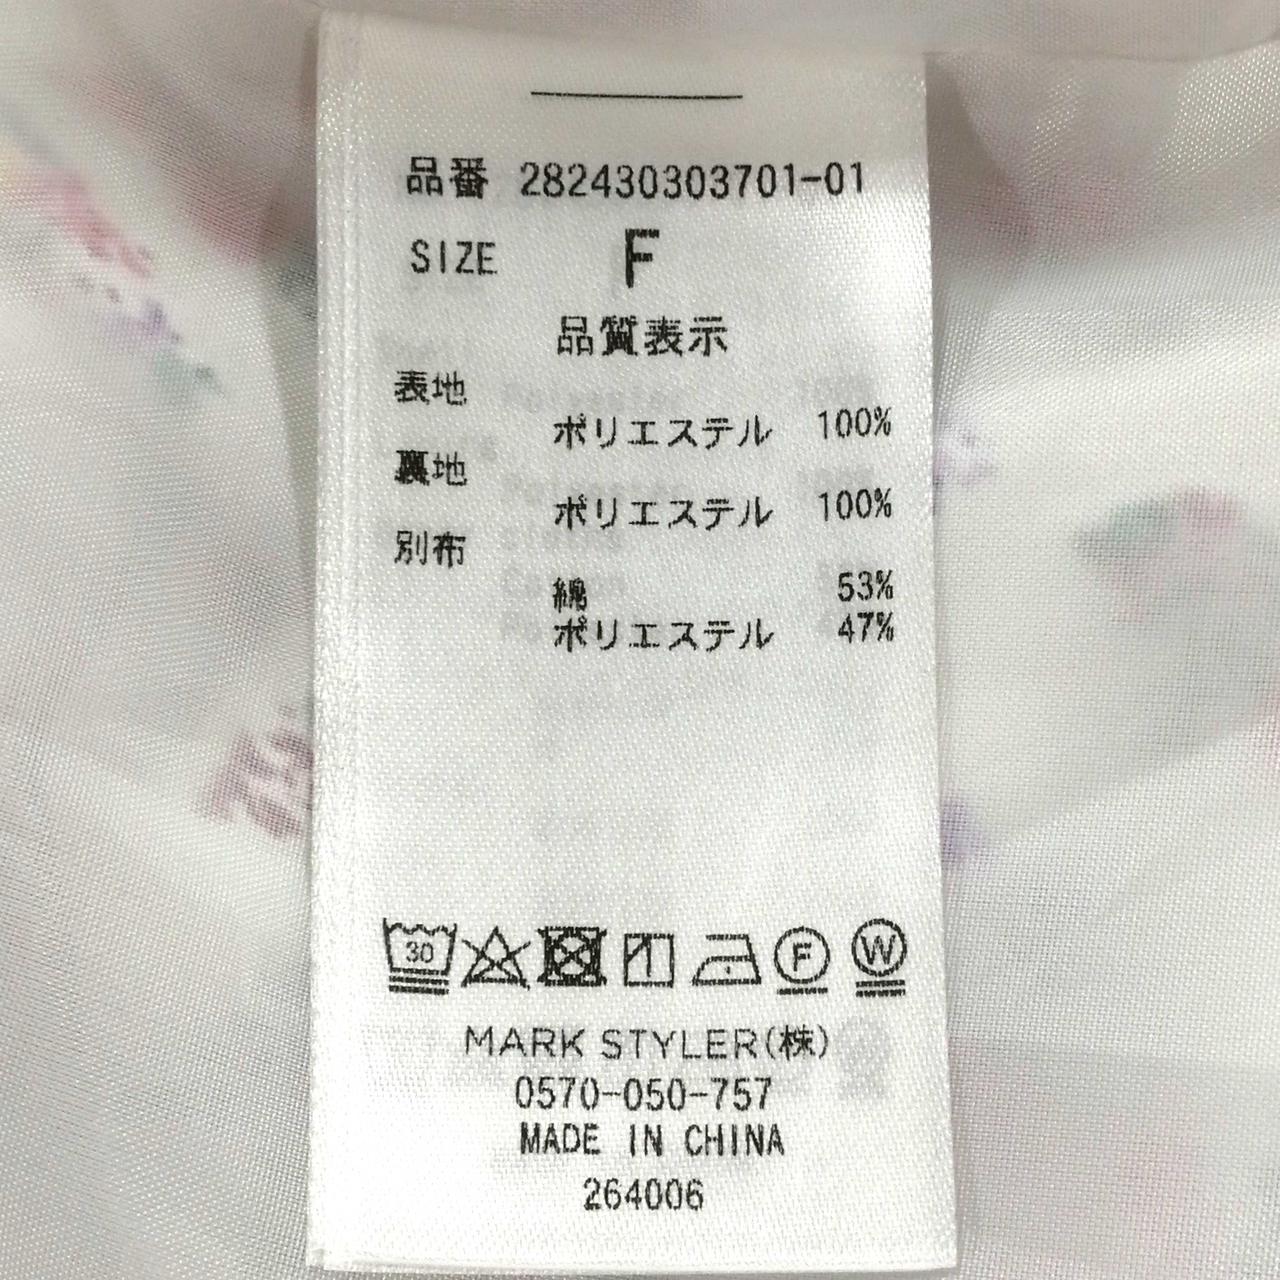 品番 282430303701-01
SIZE F
品質表示
表地
ポリエステル 100%
裏地
ポリエステル 100%
別布
綿 53%
ポリエステル 47%
30
F W
MARK STYLER(株)
0570-050-757
MADE IN CHINA
264006